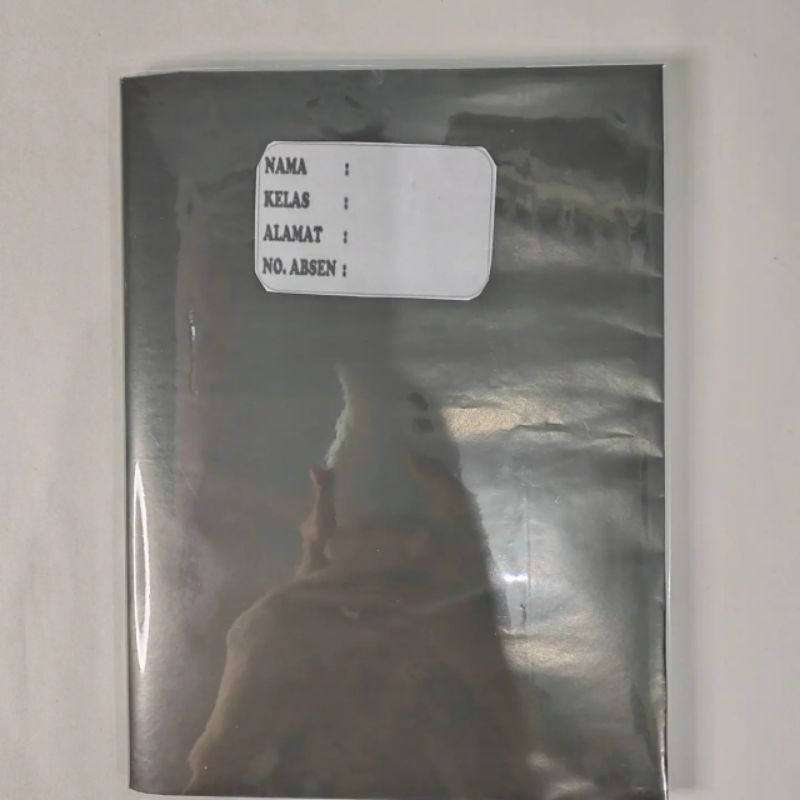 NAMA :
KELAS :
ALAMAT :
NO. ABSEN :